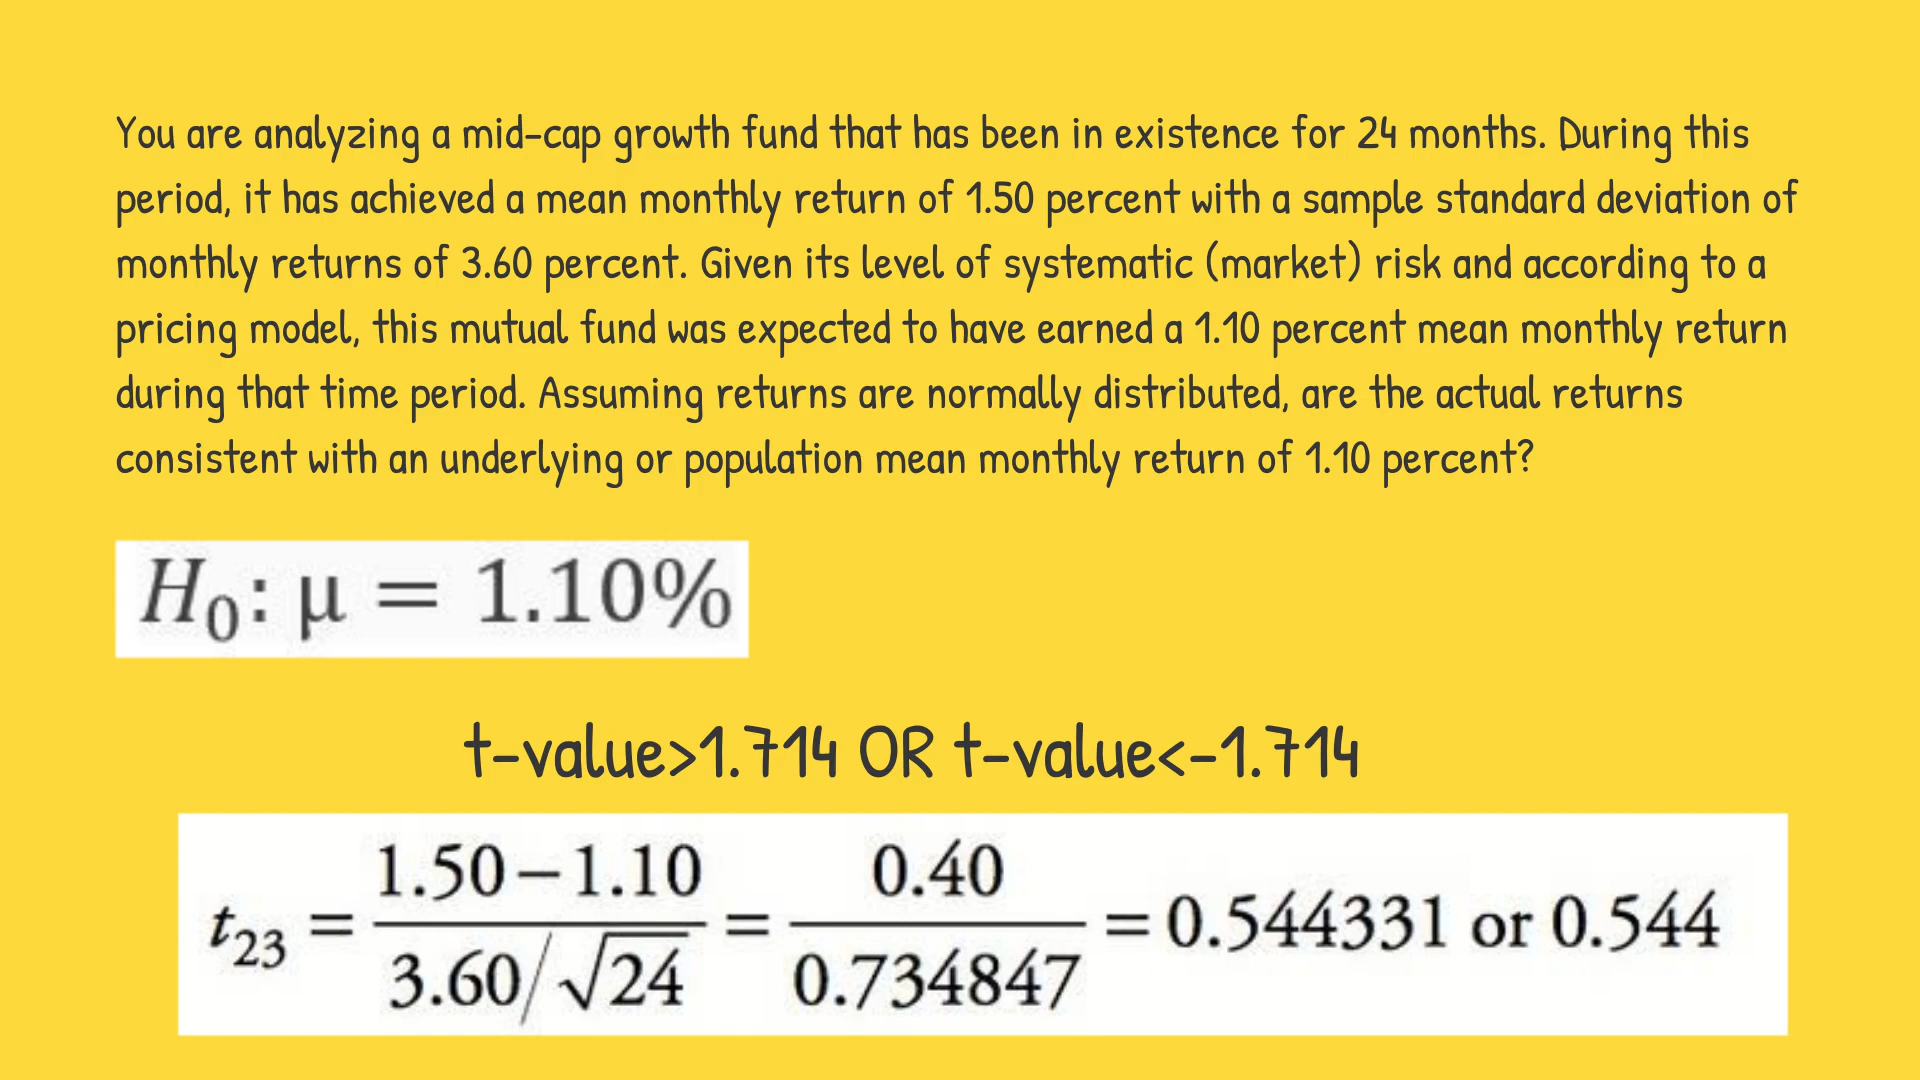 You are analyzing a mid-cap growth fund that has been in existence for 24 months. During this
period, it has achieved a mean monthly return of 1.50 percent with a sample standard deviation of
monthly returns of 3.60 percent. Given its level of systematic (market) risk and according to a
pricing model, this mutual fund was expected to have earned a 1.10 percent mean monthly return
during that time period. Assuming returns are normally distributed, are the actual returns
consistent with an underlying or population mean monthly return of 1.10 percent?
H₀: μ = 1.10%
t-value>1.714 OR t-value<-1.714
t₂₃ = (1.50−1.10)/(3.60/√24) = 0.40/0.734847 = 0.544331 or 0.544